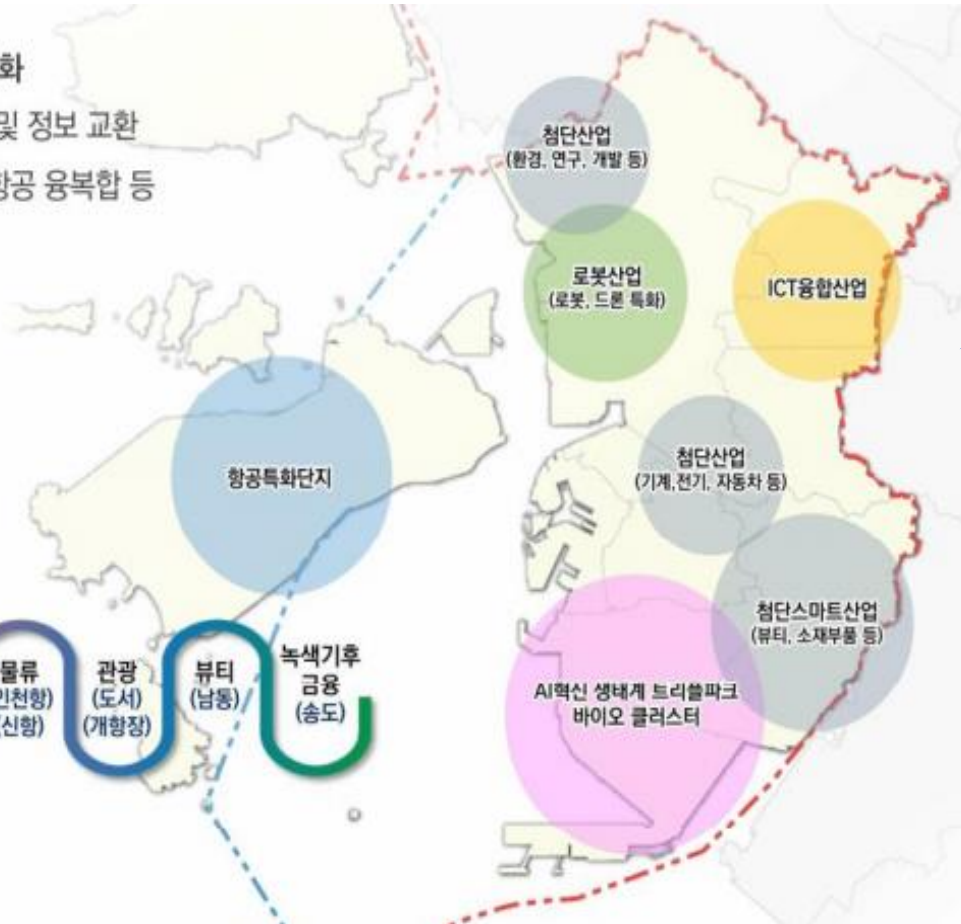 화
및 정보 교환
항공 융복합 등
첨단산업
(환경, 연구, 개발 등)
로봇산업
(로봇, 드론 특화)
ICT융합산업
항공특화단지
첨단산업
(기계,전기, 자동차 등)
첨단스마트산업
(뷰티, 소재부품 등)
AI혁신 생태계 트리플파크
바이오 클러스터
물류
인천항)
신항)
관광
(도서)
(개항장)
뷰티
(남동)
녹색기후
금융
(송도)